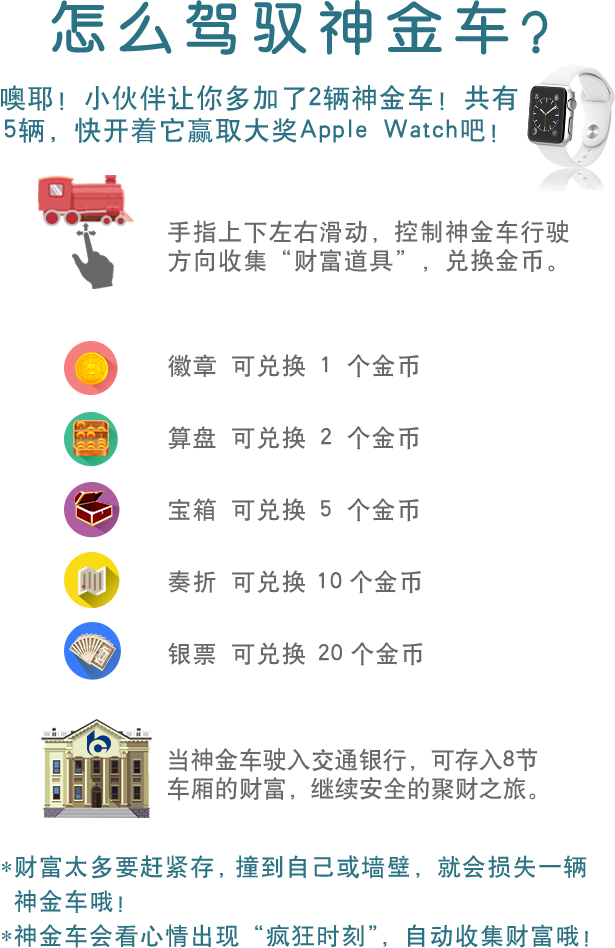 怎么驾驭神金车?
噢耶！小伙伴让你多加了2辆神金车！共有
5辆，快开着它赢取大奖Apple Watch吧！
手指上下左右滑动，控制神金车行驶
方向收集“财富道具”，兑换金币。
徽章 可兑换 1 个金币
算盘 可兑换 2 个金币
宝箱 可兑换 5 个金币
奏折 可兑换 10 个金币
银票 可兑换 20 个金币
当神金车驶入交通银行，可存入8节
车厢的财富，继续安全的聚财之旅。
*财富太多要赶紧存，撞到自己或墙壁，就会损失一辆
神金车哦！
*神金车会看心情出现“疯狂时刻”，自动收集财富哦！